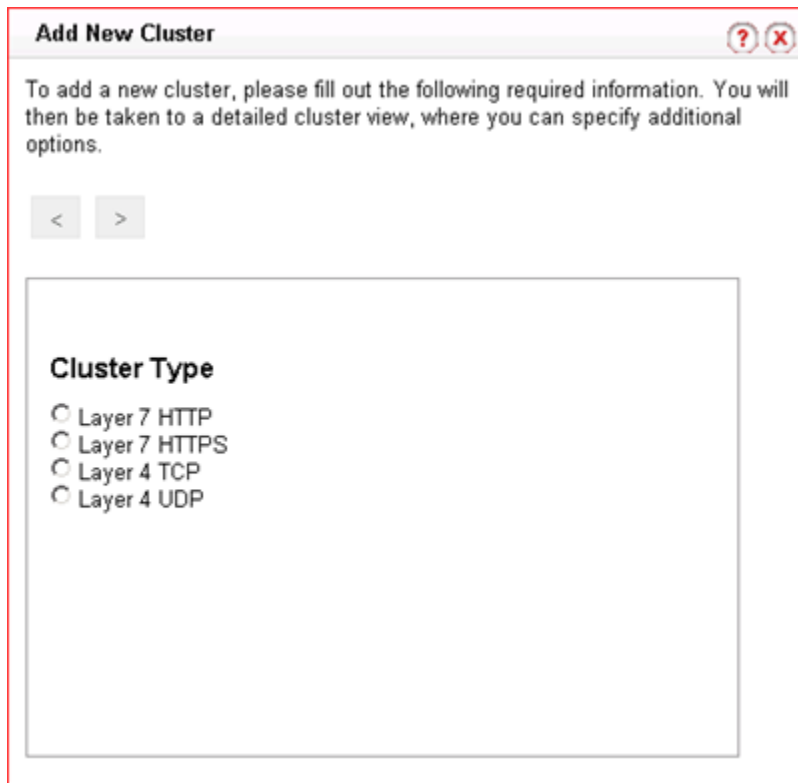 Add New Cluster
? X
To add a new cluster, please fill out the following required information. You will
then be taken to a detailed cluster view, where you can specify additional
options.
< >
Cluster Type
Layer 7 HTTP
Layer 7 HTTPS
Layer 4 TCP
Layer 4 UDP